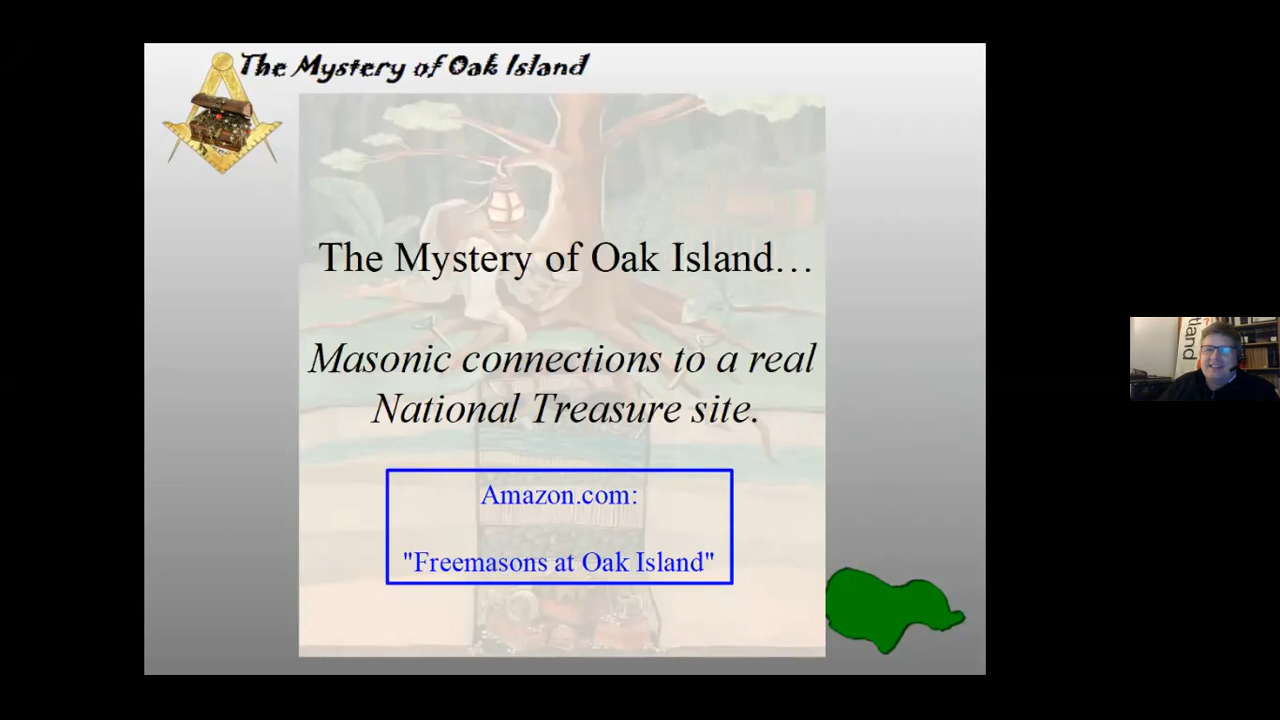 The Mystery of Oak Island
The Mystery of Oak Island…
Masonic connections to a real
National Treasure site.
Amazon.com:
"Freemasons at Oak Island"
tland